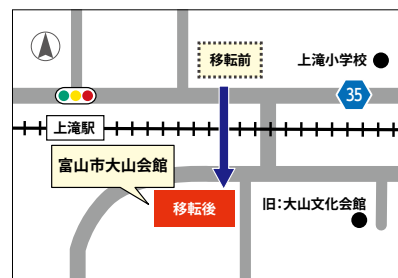 移転前
上滝小学校
35
上滝駅
富山市大山会館
移転後
旧：大山文化会館